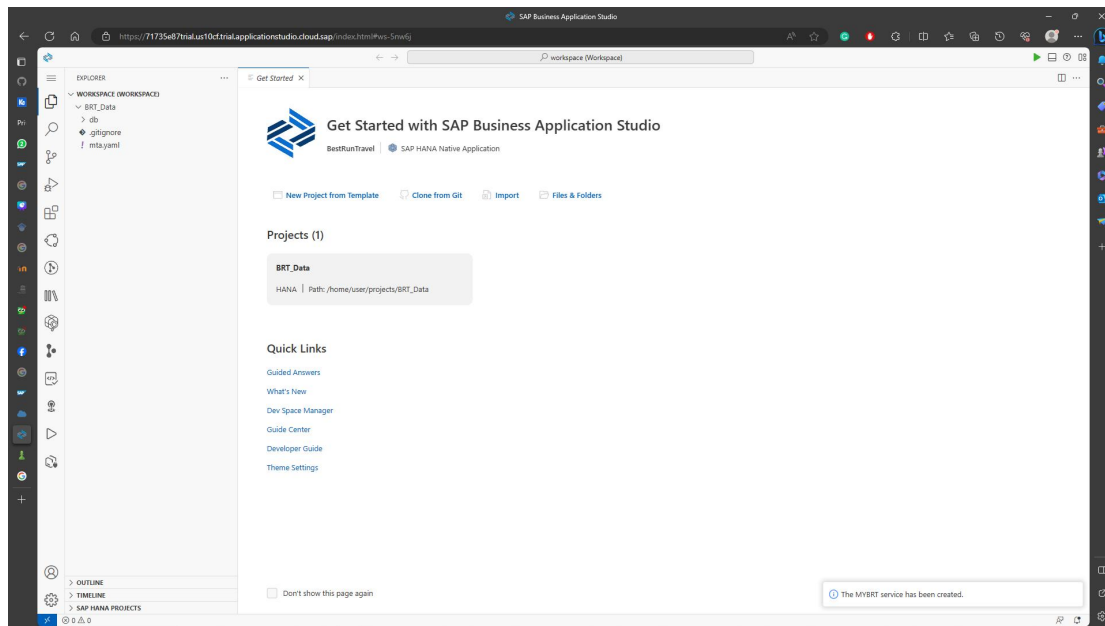 SAP Business Application Studio
https://71735e87trial.us10cf.trial.applicationstudio.cloud.sap/index.html#ws-5nw6j
workspace (Workspace)
EXPLORER
Get Started
WORKSPACE (WORKSPACE)
BRT_Data
db
.gitignore
! mta.yaml
Get Started with SAP Business Application Studio
BestRunTravel | SAP HANA Native Application
New Project from Template Clone from Git Import Files & Folders
Projects (1)
BRT_Data
HANA | Path: /home/user/projects/BRT_Data
Quick Links
Guided Answers
What's New
Dev Space Manager
Guide Center
Developer Guide
Theme Settings
Pri
OUTLINE
TIMELINE
SAP HANA PROJECTS
Don't show this page again
The MYBRT service has been created.
0 0